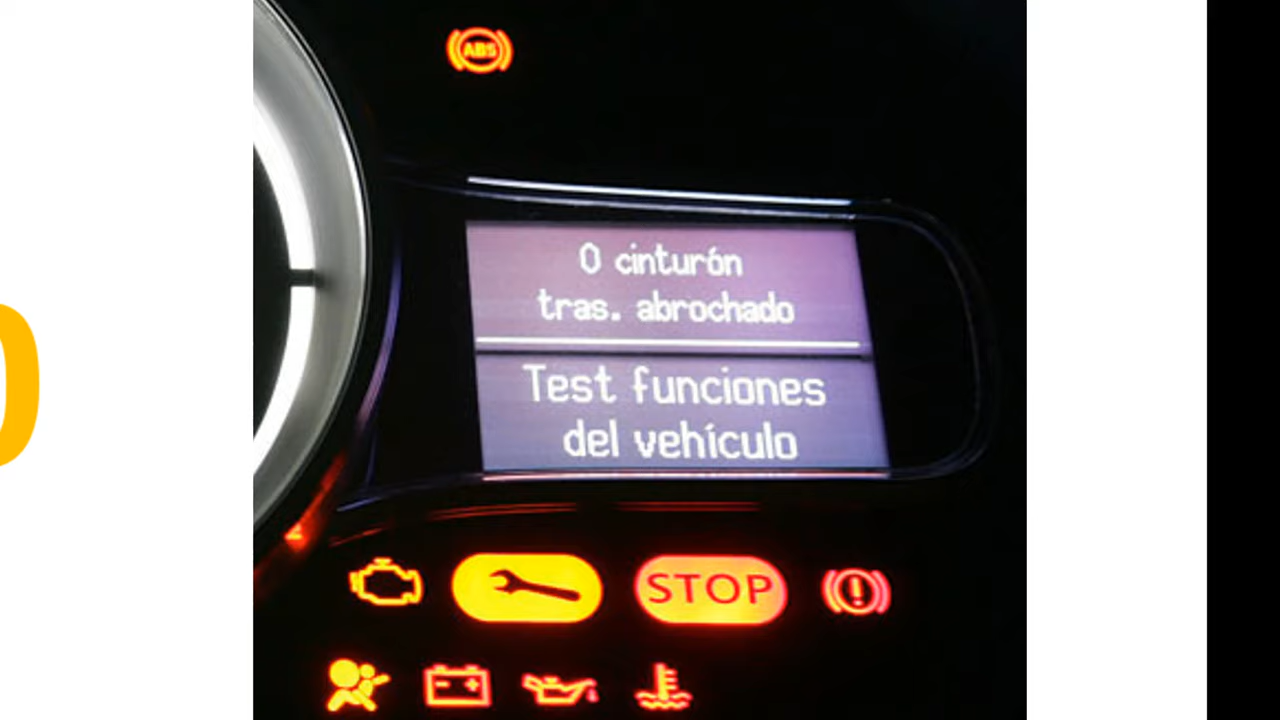 ABS
0 cinturón
tras. abrochado
Test funciones
del vehículo
STOP